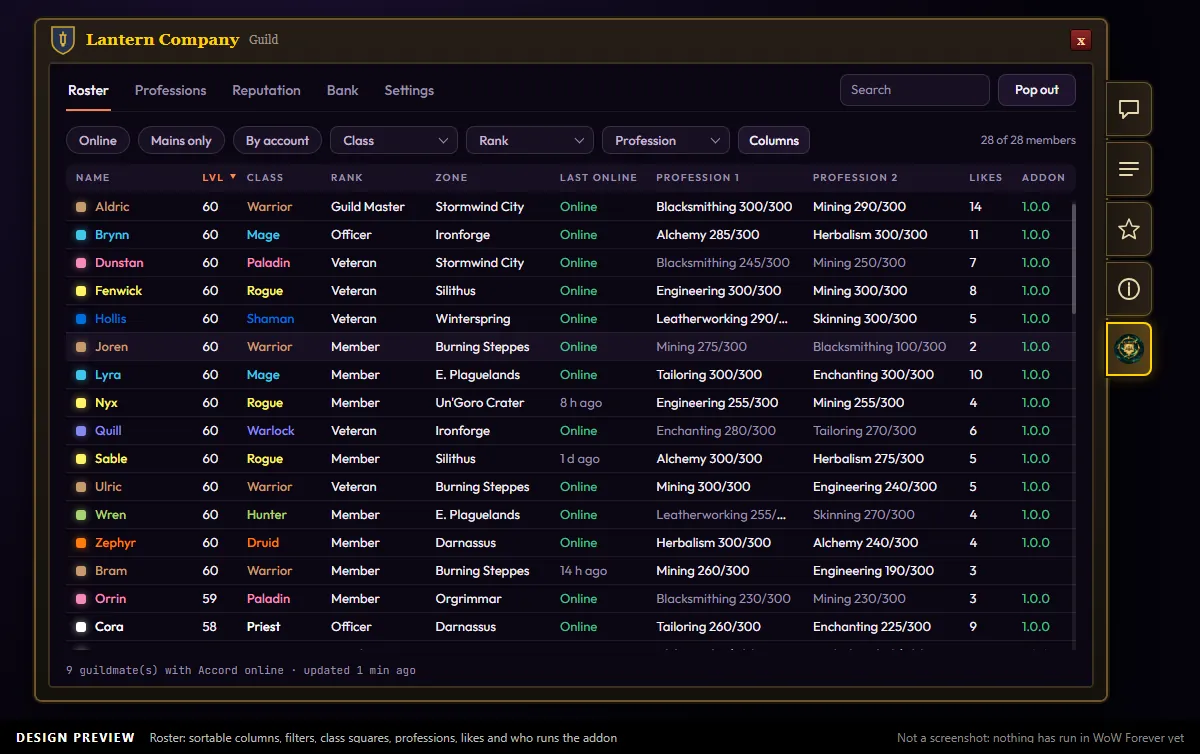 Lantern Company Guild
x
Roster Professions Reputation Bank Settings Search Pop out
Online Mains only By account Class Rank Profession Columns 28 of 28 members
NAME LVL CLASS RANK ZONE LAST ONLINE PROFESSION 1 PROFESSION 2 LIKES ADDON
Aldric 60 Warrior Guild Master Stormwind City Online Blacksmithing 300/300 Mining 290/300 14 1.0.0
Brynn 60 Mage Officer Ironforge Online Alchemy 285/300 Herbalism 300/300 11 1.0.0
Dunstan 60 Paladin Veteran Stormwind City Online Blacksmithing 245/300 Mining 250/300 7 1.0.0
Fenwick 60 Rogue Veteran Silithus Online Engineering 300/300 Mining 300/300 8 1.0.0
Hollis 60 Shaman Veteran Winterspring Online Leatherworking 290/... Skinning 300/300 5 1.0.0
Joren 60 Warrior Member Burning Steppes Online Mining 275/300 Blacksmithing 100/300 2 1.0.0
Lyra 60 Mage Member E. Plaguelands Online Tailoring 300/300 Enchanting 300/300 10 1.0.0
Nyx 60 Rogue Member Un'Goro Crater 8 h ago Engineering 255/300 Mining 255/300 4 1.0.0
Quill 60 Warlock Veteran Ironforge Online Enchanting 280/300 Tailoring 270/300 6 1.0.0
Sable 60 Rogue Member Silithus 1 d ago Alchemy 300/300 Herbalism 275/300 5 1.0.0
Ulric 60 Warrior Veteran Burning Steppes Online Mining 300/300 Engineering 240/300 5 1.0.0
Wren 60 Hunter Member E. Plaguelands Online Leatherworking 255/... Skinning 270/300 4 1.0.0
Zephyr 60 Druid Member Darnassus Online Herbalism 300/300 Alchemy 240/300 4 1.0.0
Bram 60 Warrior Member Burning Steppes 14 h ago Mining 260/300 Engineering 190/300 3
Orrin 59 Paladin Member Orgrimmar Online Blacksmithing 230/300 Mining 230/300 3 1.0.0
Cora 58 Priest Officer Darnassus Online Tailoring 260/300 Enchanting 225/300 9 1.0.0
9 guildmate(s) with Accord online · updated 1 min ago
DESIGN PREVIEW Roster: sortable columns, filters, class squares, professions, likes and who runs the addon Not a screenshot: nothing has run in WoW Forever yet